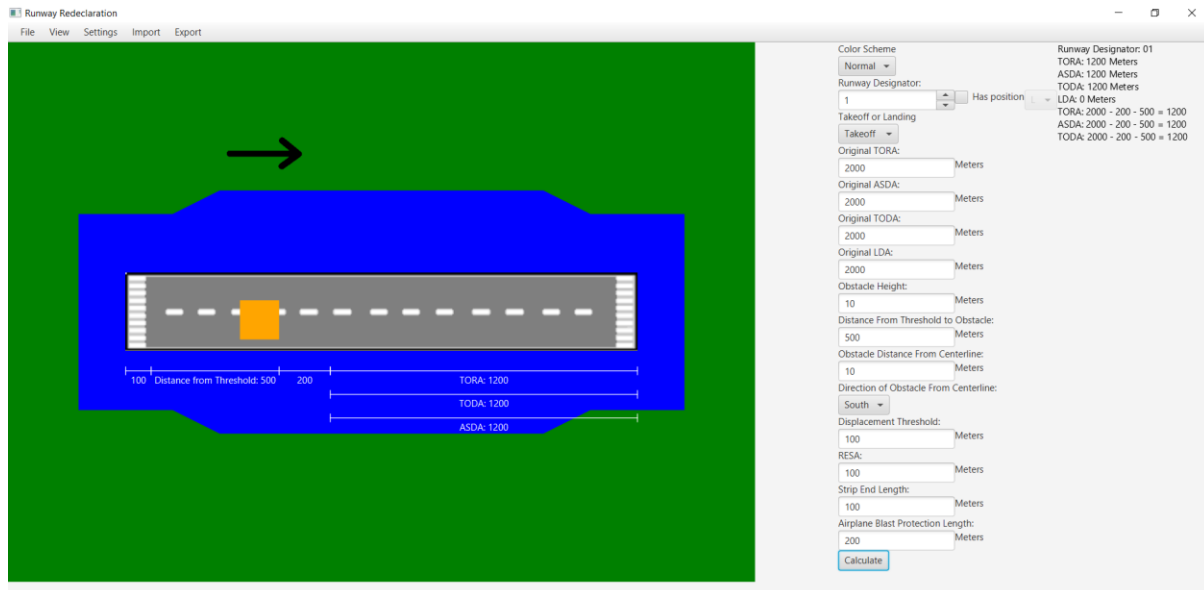 Runway Redeclaration
File View Settings Import Export
Color Scheme
Normal
Runway Designator:
1
Has position
Takeoff or Landing
Takeoff
Original TORA:
2000 Meters
Original ASDA:
2000 Meters
Original TODA:
2000 Meters
Original LDA:
2000 Meters
Obstacle Height:
10 Meters
Distance From Threshold to Obstacle:
500 Meters
Obstacle Distance From Centerline:
10 Meters
Direction of Obstacle From Centerline:
South
Displacement Threshold:
100 Meters
RESA:
100 Meters
Strip End Length:
100 Meters
Airplane Blast Protection Length:
200 Meters
Calculate
Runway Designator: 01
TORA: 1200 Meters
ASDA: 1200 Meters
TODA: 1200 Meters
LDA: 0 Meters
TORA: 2000 - 200 - 500 = 1200
ASDA: 2000 - 200 - 500 = 1200
TODA: 2000 - 200 - 500 = 1200
100 Distance from Threshold: 500 200 TORA: 1200
TODA: 1200
ASDA: 1200